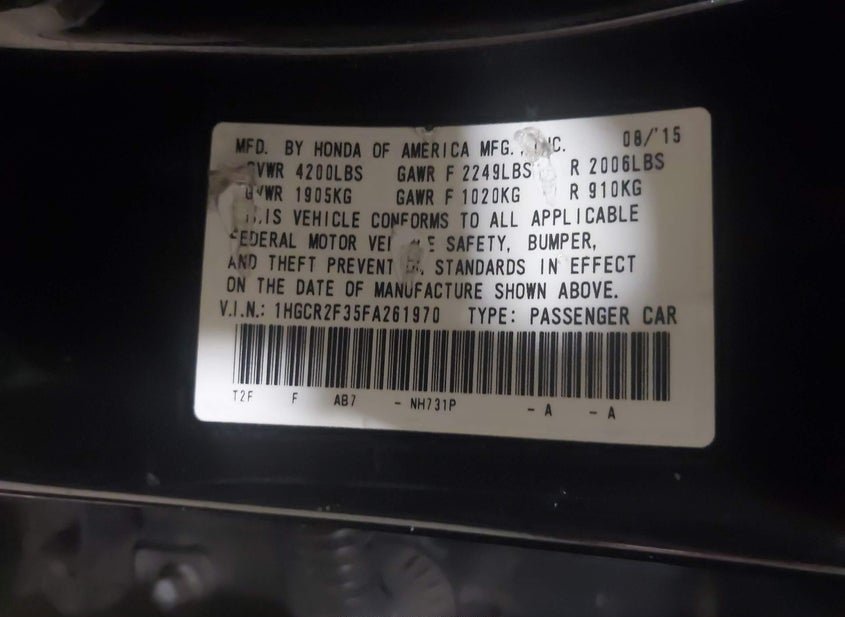 MFD. BY HONDA OF AMERICA MFG., INC. 08/'15
GVWR 4200LBS GAWR F 2249LBS R 2006LBS
GVWR 1905KG GAWR F 1020KG R 910KG
THIS VEHICLE CONFORMS TO ALL APPLICABLE
FEDERAL MOTOR SAFETY, BUMPER,
AND THEFT STANDARDS IN EFFECT
ON THE DATE OF MANUFACTURE SHOWN ABOVE.
V.I.N.: 1HGCR2F35FA261970 TYPE: PASSENGER CAR
T2F F AB7 - NH731P - A - A